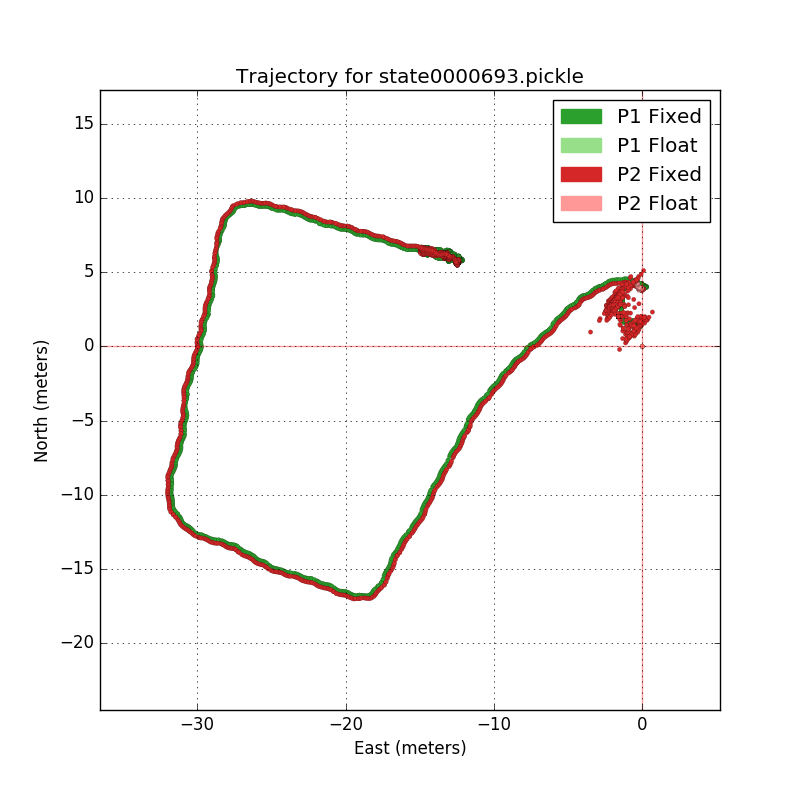 Trajectory for state0000693.pickle
P1 Fixed
P1 Float
P2 Fixed
P2 Float
15
10
5
0
−5
−10
−15
−20
North (meters)
−30 −20 −10 0
East (meters)